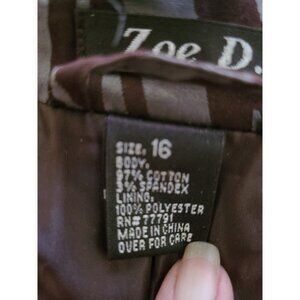 Zoe D.
SIZE: 16
BODY:
97% COTTON
3% SPANDEX
LINING:
100% POLYESTER
RN# 77791
MADE IN CHINA
OVER FOR CARE